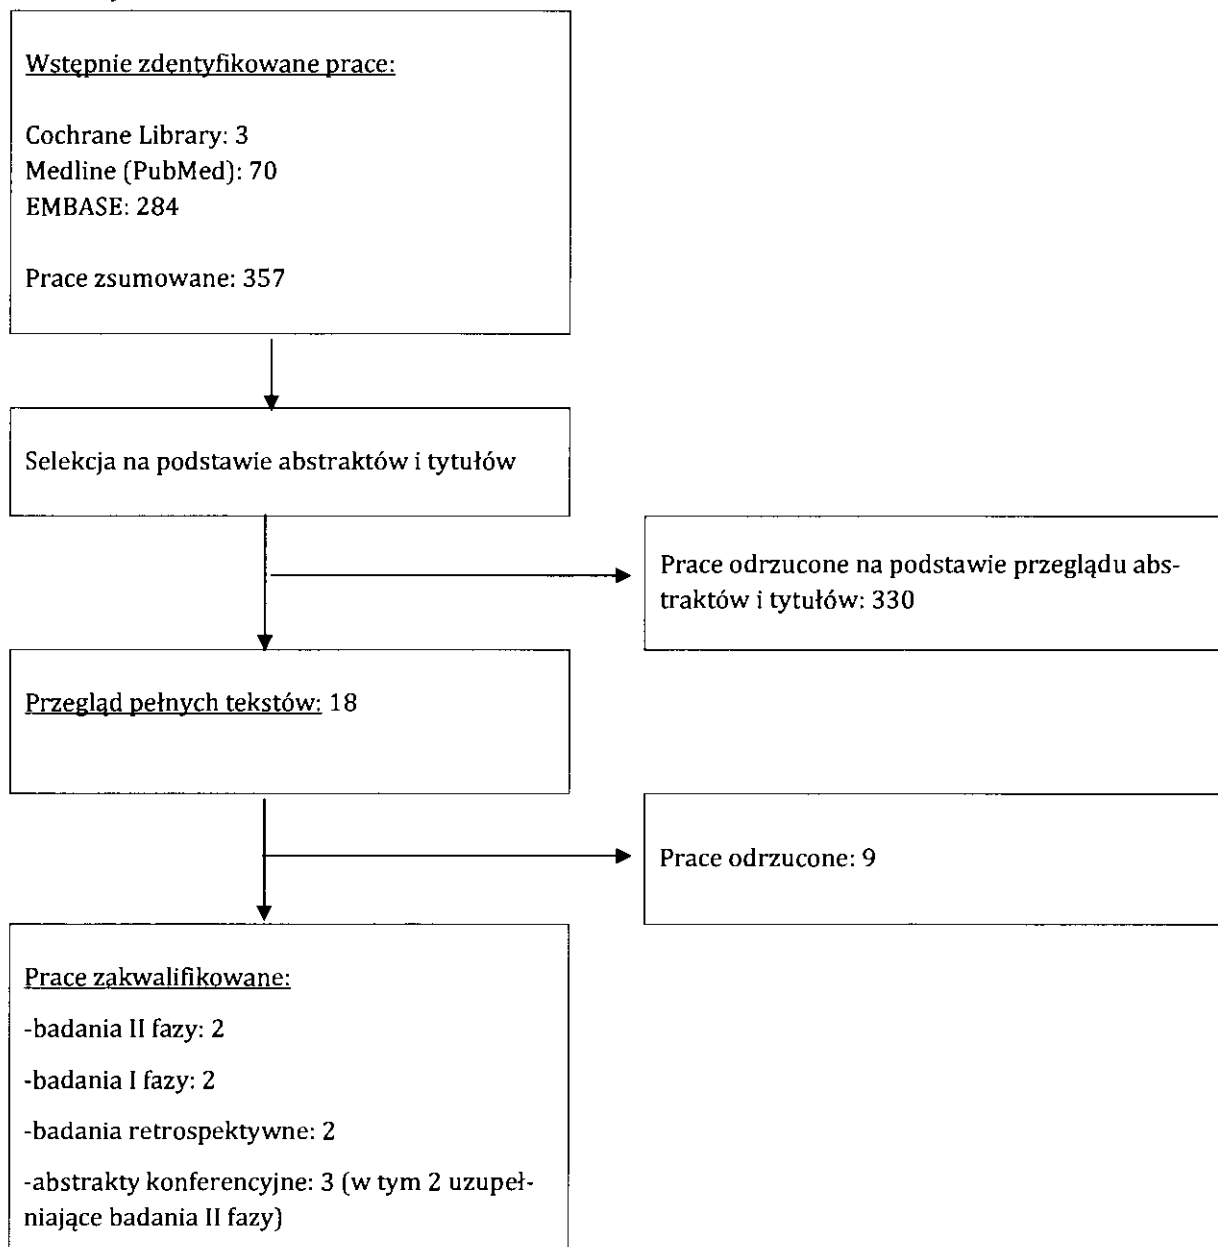 Wstępnie zdentyfikowane prace:
Cochrane Library: 3
Medline (PubMed): 70
EMBASE: 284
Prace zsumowane: 357
Selekcja na podstawie abstraktów i tytułów
Prace odrzucone na podstawie przeglądu abs-
traktów i tytułów: 330
Przegląd pełnych tekstów: 18
Prace odrzucone: 9
Prace zakwalifikowane:
-badania II fazy: 2
-badania I fazy: 2
-badania retrospektywne: 2
-abstrakty konferencyjne: 3 (w tym 2 uzupeł-
niające badania II fazy)